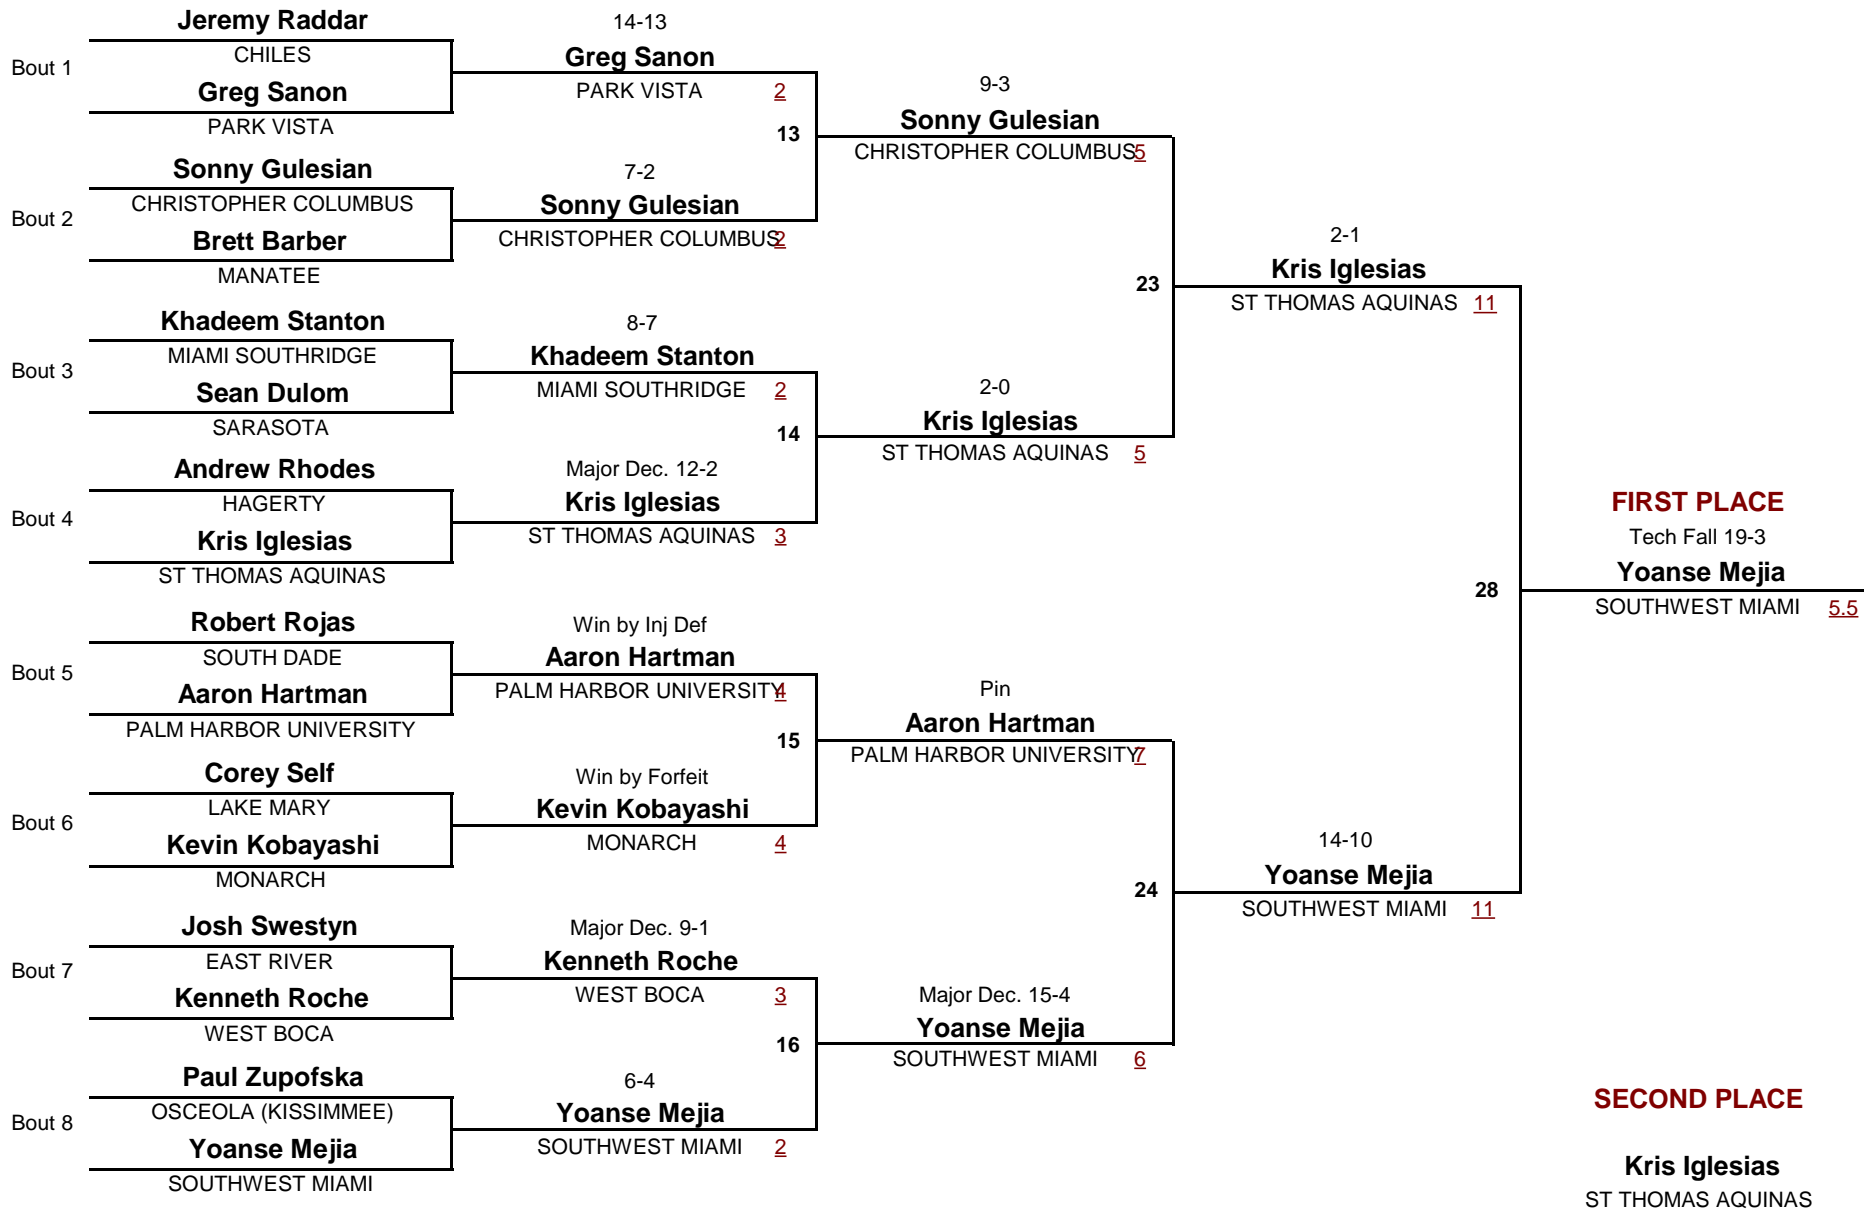 Jeremy Raddar
CHILES
Bout 1
Greg Sanon
PARK VISTA
Sonny Gulesian
CHRISTOPHER COLUMBUS
Bout 2
Brett Barber
MANATEE
Khadeem Stanton
MIAMI SOUTHRIDGE
Bout 3
Sean Dulom
SARASOTA
Andrew Rhodes
HAGERTY
Bout 4
Kris Iglesias
ST THOMAS AQUINAS
Robert Rojas
SOUTH DADE
Bout 5
Aaron Hartman
PALM HARBOR UNIVERSITY
Corey Self
LAKE MARY
Bout 6
Kevin Kobayashi
MONARCH
Josh Swestyn
EAST RIVER
Bout 7
Kenneth Roche
WEST BOCA
Paul Zupofska
OSCEOLA (KISSIMMEE)
Bout 8
Yoanse Mejia
SOUTHWEST MIAMI
14-13
Greg Sanon
PARK VISTA 2
13
7-2
Sonny Gulesian
CHRISTOPHER COLUMBUS 2
8-7
Khadeem Stanton
MIAMI SOUTHRIDGE 2
14
Major Dec. 12-2
Kris Iglesias
ST THOMAS AQUINAS 3
Win by Inj Def
Aaron Hartman
PALM HARBOR UNIVERSITY 4
15
Win by Forfeit
Kevin Kobayashi
MONARCH 4
Major Dec. 9-1
Kenneth Roche
WEST BOCA 3
16
6-4
Yoanse Mejia
SOUTHWEST MIAMI 2
9-3
Sonny Gulesian
CHRISTOPHER COLUMBUS 5
23
2-0
Kris Iglesias
ST THOMAS AQUINAS 5
Pin
Aaron Hartman
PALM HARBOR UNIVERSITY 7
24
Major Dec. 15-4
Yoanse Mejia
SOUTHWEST MIAMI 6
2-1
Kris Iglesias
ST THOMAS AQUINAS 11
28
14-10
Yoanse Mejia
SOUTHWEST MIAMI 11
FIRST PLACE
Tech Fall 19-3
Yoanse Mejia
SOUTHWEST MIAMI 5.5
SECOND PLACE
Kris Iglesias
ST THOMAS AQUINAS